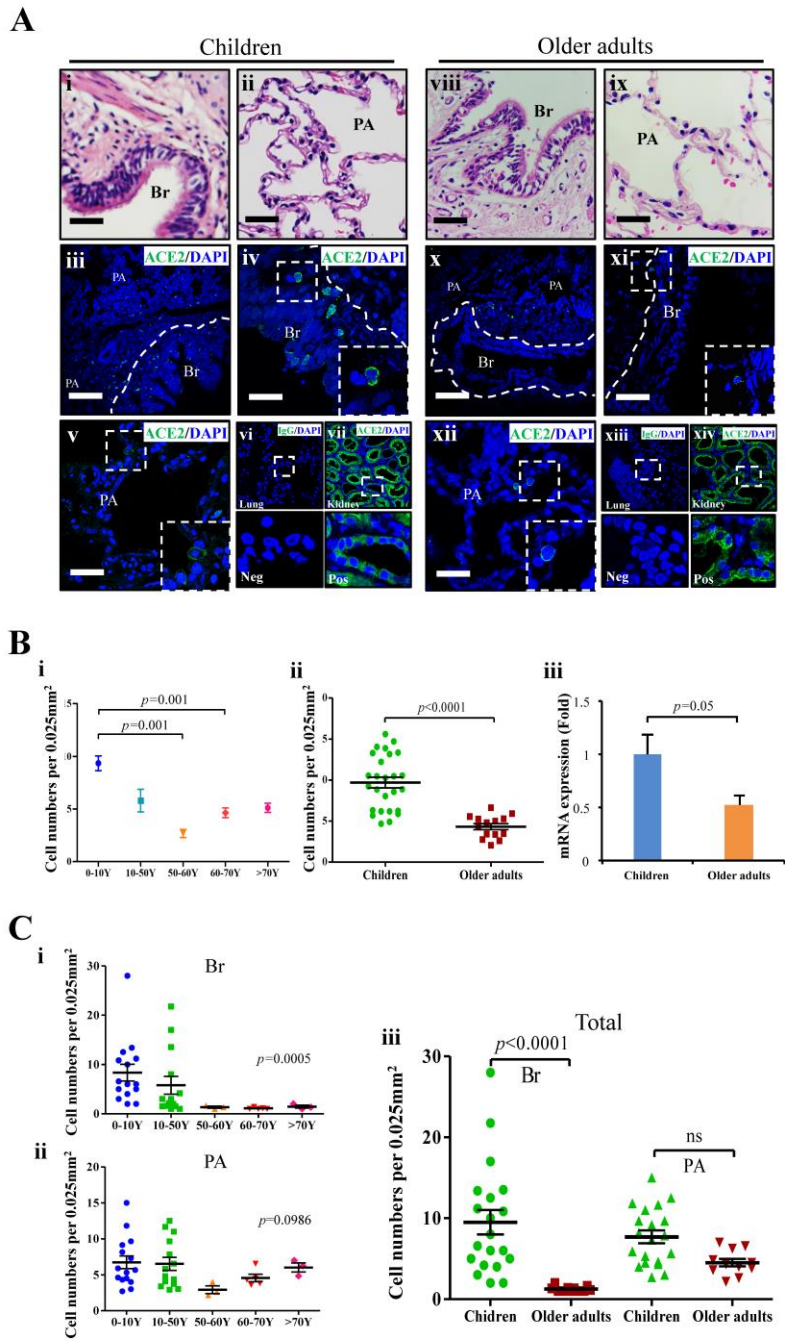 A
Children
Older adults
i
Br
ii
PA
viii
Br
ix
PA
iii
ACE2/DAPI
PA
PA
Br
iv
ACE2/DAPI
Br
x
ACE2/DAPI
PA
PA
Br
xi
ACE2/DAPI
Br
v
ACE2/DAPI
PA
vi
IgG/DAPI
Lung
Neg
vii
ACE2/DAPI
Kidney
Pos
xii
ACE2/DAPI
PA
xiii
IgG/DAPI
Lung
Neg
xiv
ACE2/DAPI
Kidney
Pos
B
i
Cell numbers per 0.025mm²
p=0.001
p=0.001
5
0
5
0
0-10Y 10-50Y 50-60Y 60-70Y >70Y
ii
Cell numbers per 0.025mm²
p<0.0001
5
0
5
0
Children Older adults
iii
mRNA expression (Fold)
p=0.05
1.5
1
0.5
0
Children Older adults
C
i
Br
Cell numbers per 0.025mm²
30
20
10
0
p=0.0005
0-10Y 10-50Y 50-60Y 60-70Y >70Y
ii
PA
Cell numbers per 0.025mm²
20
15
10
5
0
p=0.0986
0-10Y 10-50Y 50-60Y 60-70Y >70Y
iii
Total
Cell numbers per 0.025mm²
p<0.0001
Br
ns
PA
30
20
10
0
Chidren Older adults Children Older adults